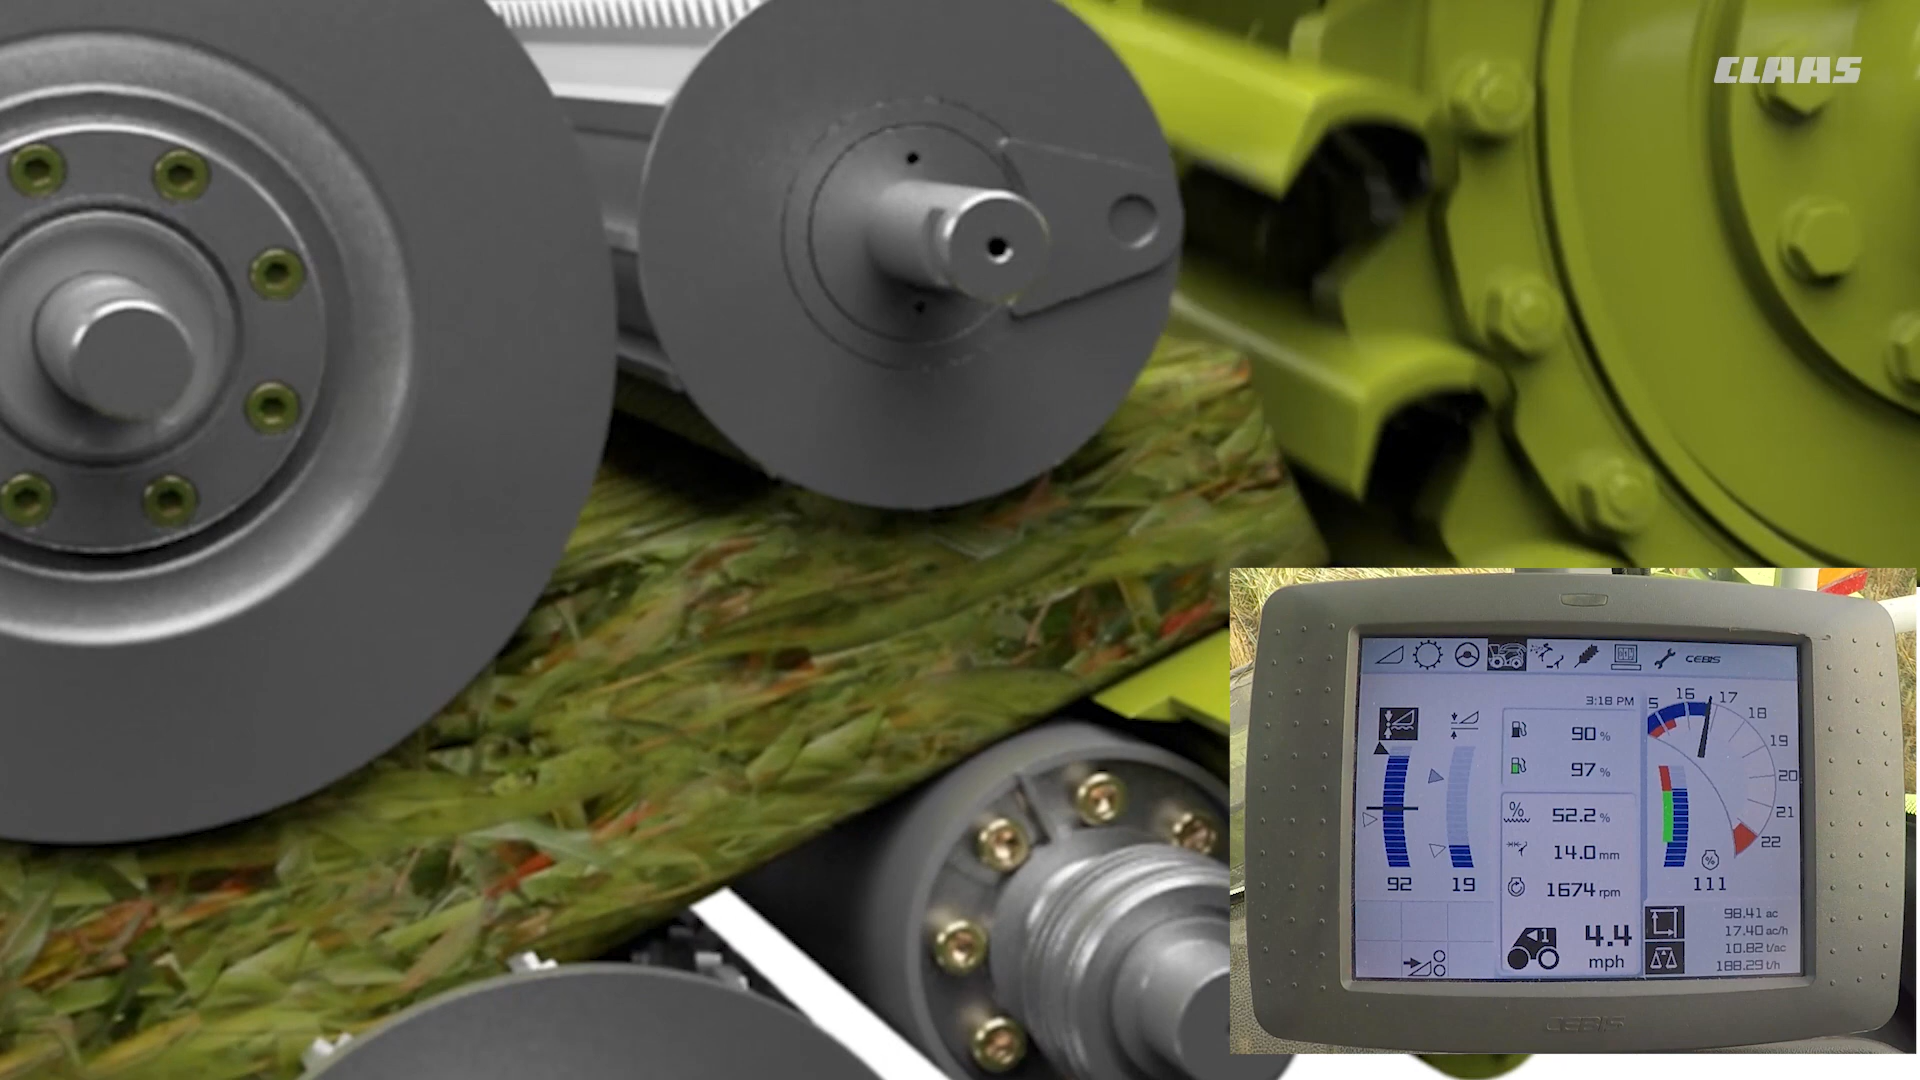 CLAAS
CEBIS
3:18 PM
5 16 17 18 19 20 21 22
90 %
97 %
%
52.2 %
14.0 mm
1674 rpm
92
19
%
111
1
4.4
mph
98.41 ac
17.40 ac/h
10.82 t/ac
188.29 t/h
CEBIS